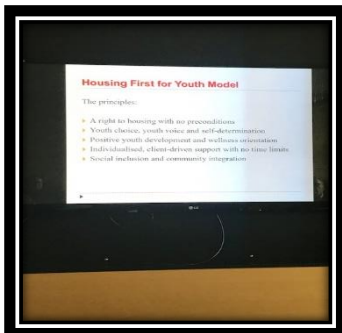 Housing First for Youth Model
The principles:
A right to housing with no preconditions
Youth choice, youth voice and self-determination
Positive youth development and wellness orientation
Individualised, client-driven support with no time limits
Social inclusion and community integration
LG